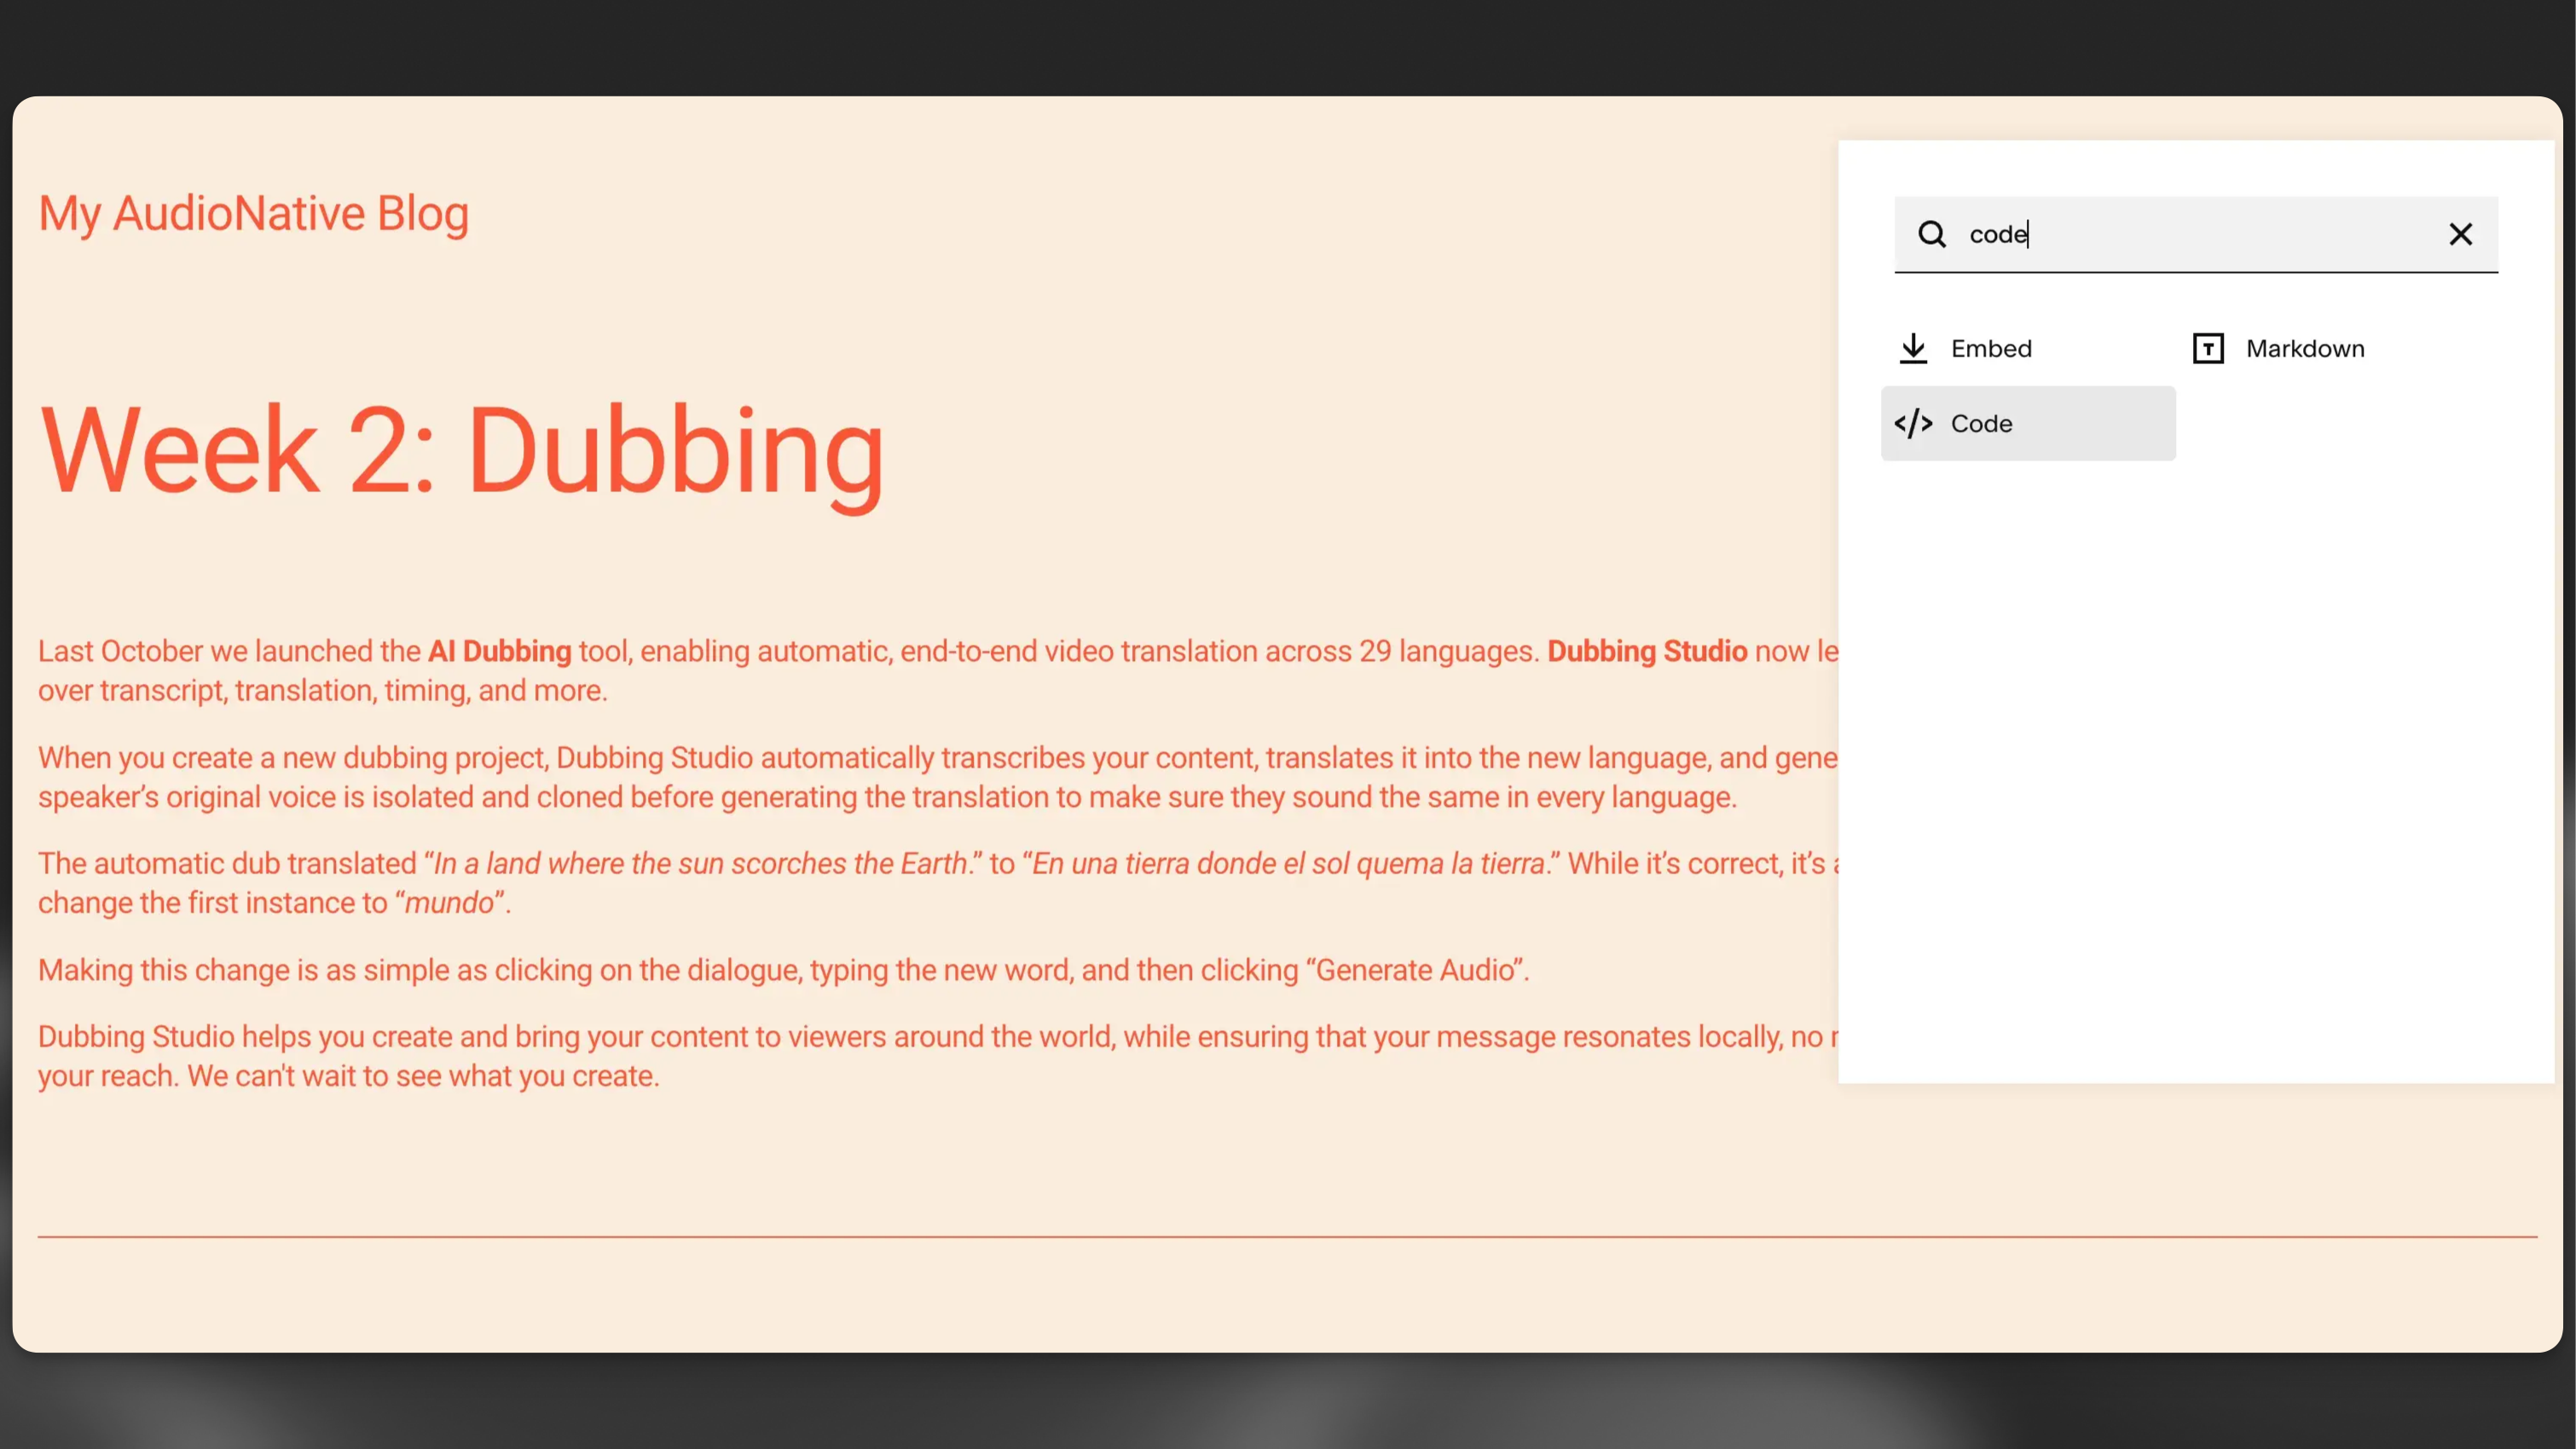 My AudioNative Blog
Week 2: Dubbing
Last October we launched the AI Dubbing tool, enabling automatic, end-to-end video translation across 29 languages. Dubbing Studio now
over transcript, translation, timing, and more.
When you create a new dubbing project, Dubbing Studio automatically transcribes your content, translates it into the new language, and
speaker’s original voice is isolated and cloned before generating the translation to make sure they sound the same in every language.
The automatic dub translated “In a land where the sun scorches the Earth.” to “En una tierra donde el sol quema la tierra.” While it’s correct, it’s
change the first instance to “mundo”.
Making this change is as simple as clicking on the dialogue, typing the new word, and then clicking “Generate Audio”.
Dubbing Studio helps you create and bring your content to viewers around the world, while ensuring that your message resonates locally, no
your reach. We can't wait to see what you create.
code
Embed
Markdown
Code